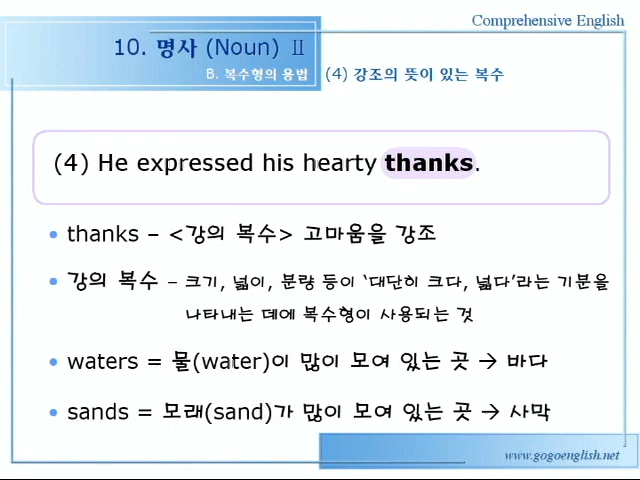 Comprehensive English
10. 명사 (Noun) Ⅱ
B. 복수형의 용법 (4) 강조의 뜻이 있는 복수
(4) He expressed his hearty thanks.
• thanks – <강의 복수> 고마움을 강조
• 강의 복수 – 크기, 넓이, 분량 등이 ‘대단히 크다, 넓다’라는 기분을
나타내는 데에 복수형이 사용되는 것
• waters = 물(water)이 많이 모여 있는 곳 → 바다
• sands = 모래(sand)가 많이 모여 있는 곳 → 사막
www.gogoenglish.net